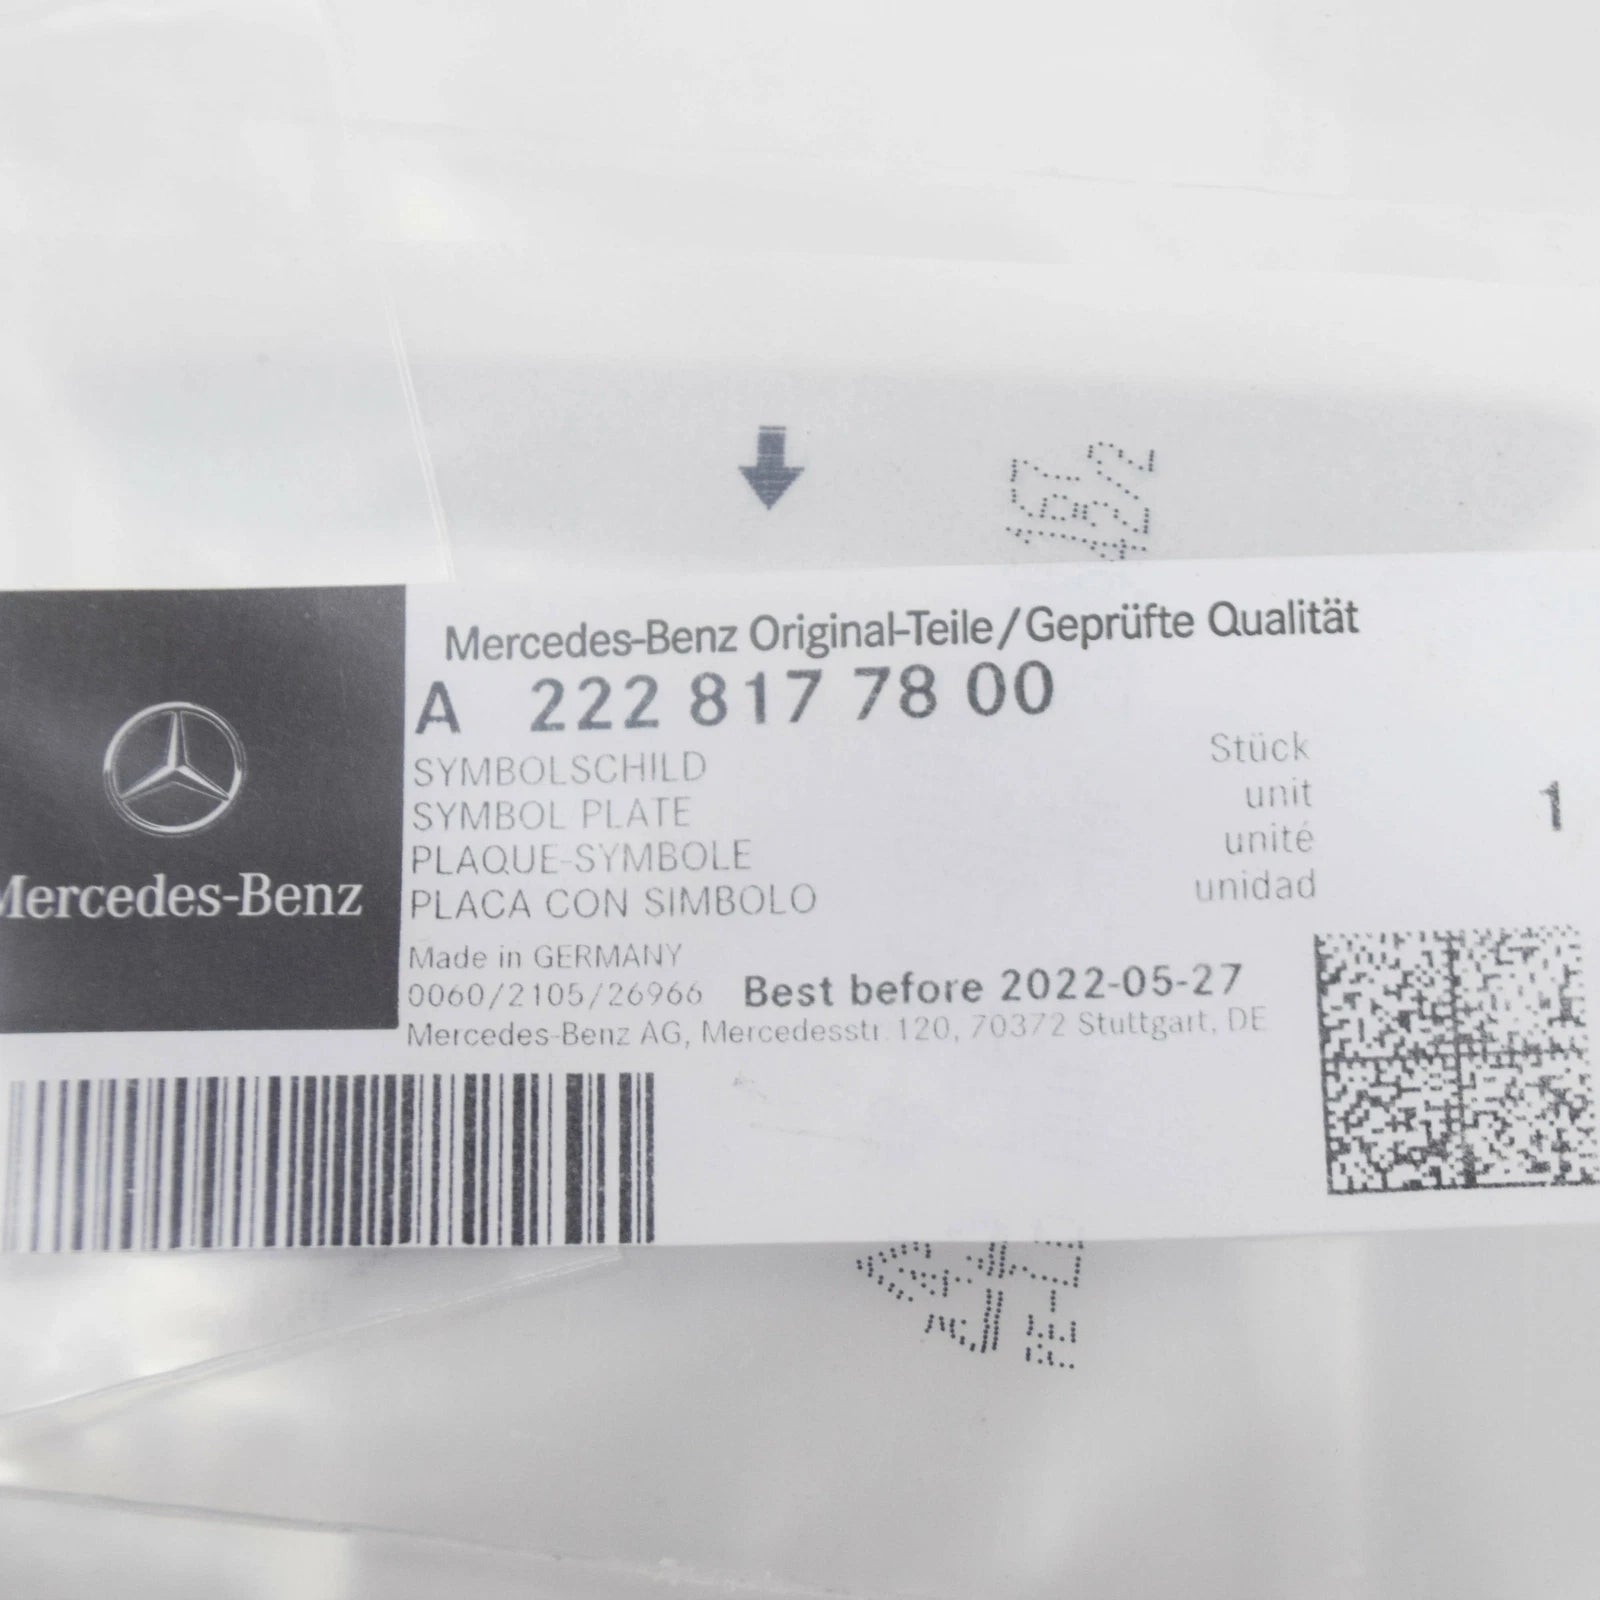 Mercedes-Benz Original-Teile/Geprüfte Qualität
A 222 817 78 00
SYMBOLSCHILD
SYMBOL PLATE
PLAQUE-SYMBOLE
PLACA CON SIMBOLO
Stück
unit
unité
unidad
1
Mercedes-Benz
Made in GERMANY
0060/2105/26966 Best before 2022-05-27
Mercedes-Benz AG, Mercedesstr. 120, 70372 Stuttgart, DE